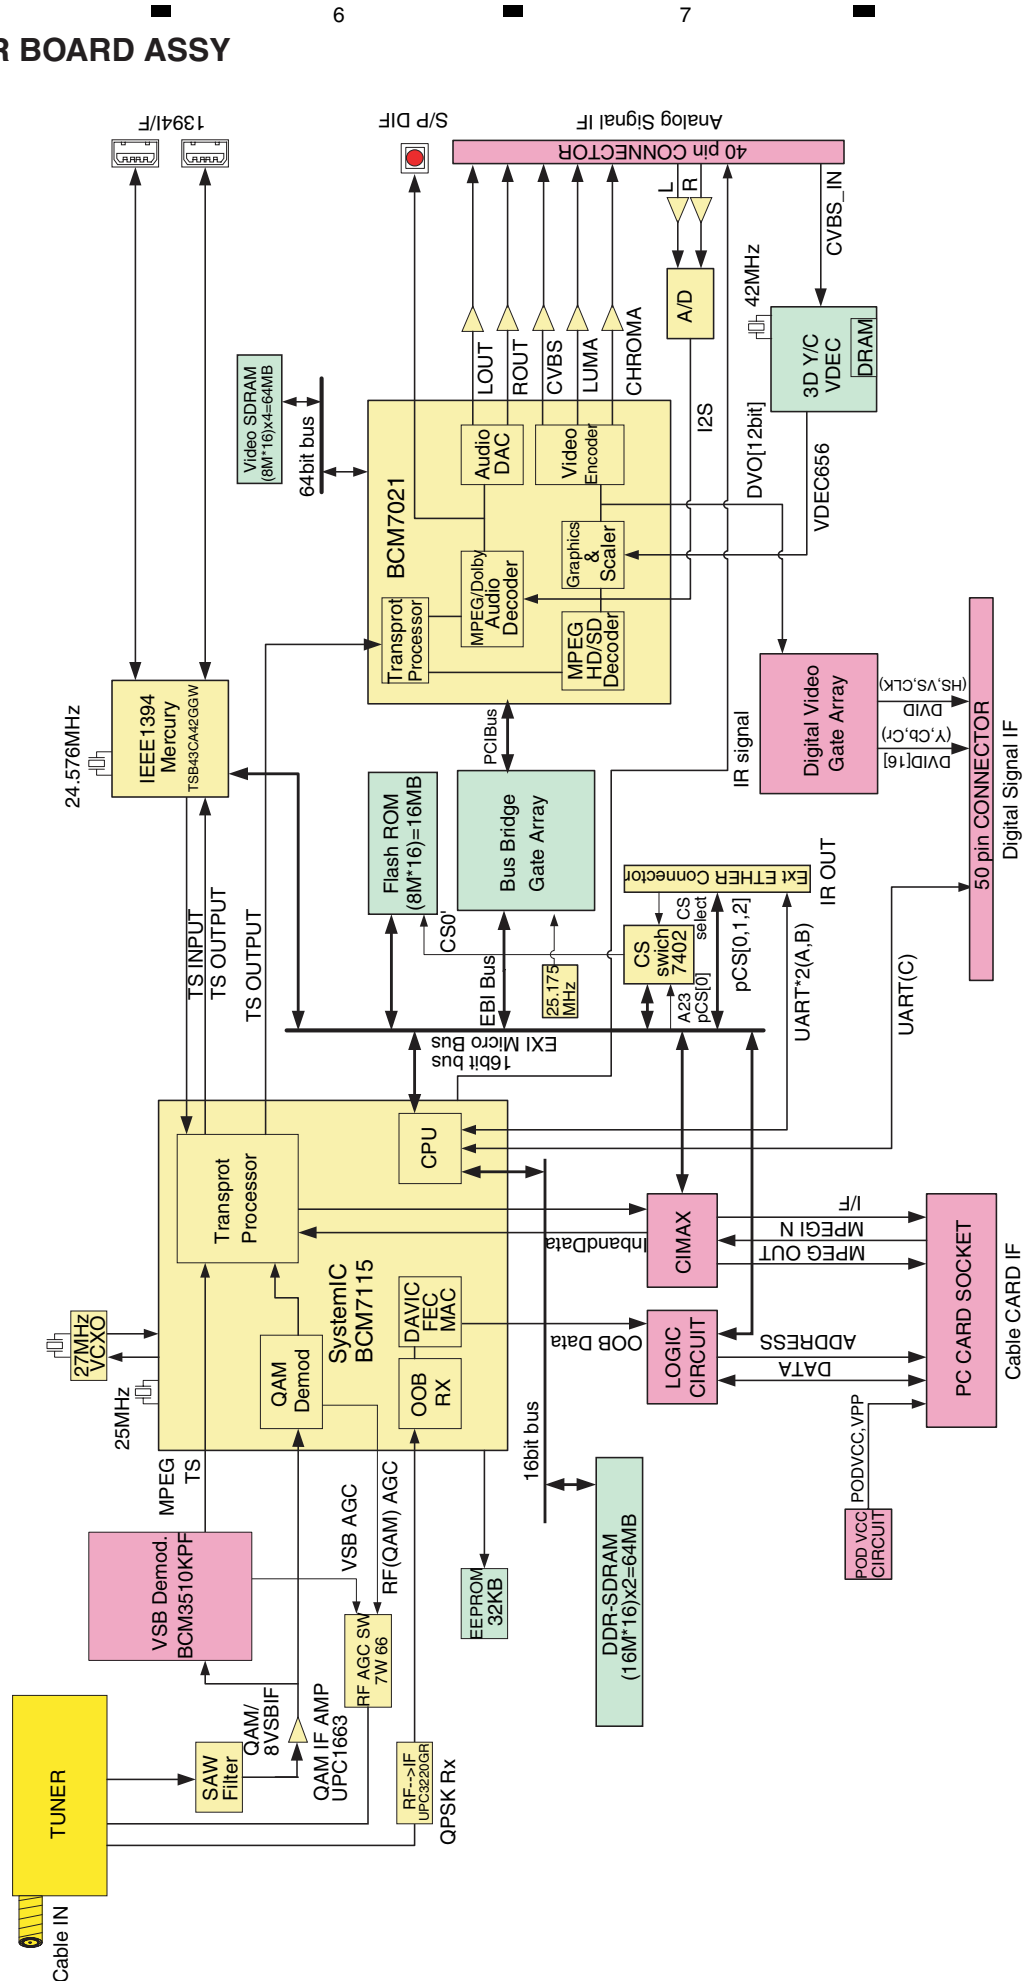 6
7
R BOARD ASSY
1394I/F
S/P DIF
Analog Signal IF
40 pin CONNECTOR
L
R
CVBS_IN
A/D
42MHz
3D Y/C
VDEC
DRAM
Video SDRAM
(8M*16)x4=64MB
64bit bus
LOUT
ROUT
CVBS
LUMA
CHROMA
I2S
DVO[12bit]
VDEC656
BCM7021
Audio
DAC
Video
Encoder
MPEG/Dolby
Audio
Decoder
Graphics
&
Scaler
Transprot
Processor
MPEG
HD/SD
Decoder
24.576MHz
IEEE1394
Mercury
TSB43CA42GGW
PCIBus
IR signal
Digital Video
Gate Array
(HS,VS,CLK)
DVID
(Y,Cb,Cr)
DVID[16]
50 pin CONNECTOR
Digital Signal IF
Flash ROM
(8M*16)=16MB
Bus Bridge
Gate Array
Ext ETHER Connector
IR OUT
TS INPUT
TS OUTPUT
TS OUTPUT
CS0'
EBI Bus
25.175
MHz
CS
swich
7402
CS
select
A23
pCS[0]
pCS[0,1,2]
UART*2(A,B)
UART(C)
EXI Micro Bus
16bit bus
Transprot
Processor
CPU
SystemIC
BCM7115
DAVIC
FEC
MAC
OOB
RX
QAM
Demod
27MHz
VCXO
25MHz
InbandData
OOB Data
CIMAX
LOGIC
CIRCUIT
I/F
MPEGI N
MPEG OUT
ADDRESS
DATA
PC CARD SOCKET
Cable CARD IF
MPEG
TS
VSB Demod.
BCM3510KPF
VSB AGC
RF(QAM) AGC
RF AGC SW
7W 66
EEPROM
32KB
16bit bus
DDR-SDRAM
(16M*16)x2=64MB
PODVCC,VPP
POD VCC
CIRCUIT
TUNER
Cable IN
SAW
Filter
QAM/
8VSBIF
QAM IF AMP
UPC1663
RF-->IF
UPC3220GR
QPSK Rx